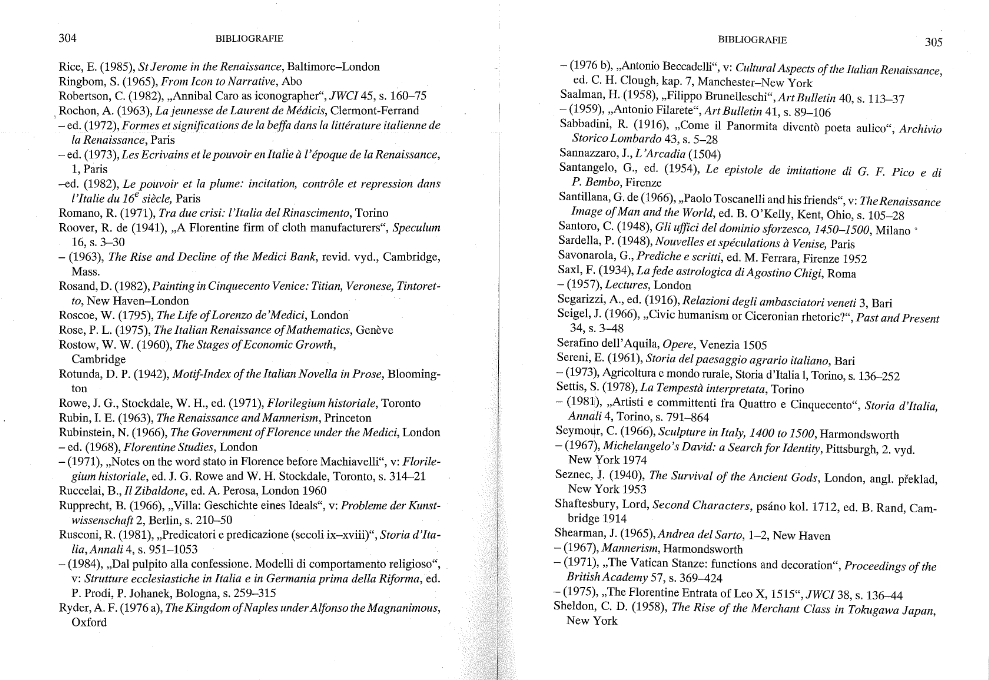 304
BIBLIOGRAFIE
Rice, E. (1985), St Jerome in the Renaissance, Baltimore–London
Ringbom, S. (1965), From Icon to Narrative, Abo
Robertson, C. (1982), „Annibal Caro as iconographer“, JWCI 45, s. 160–75
Rochon, A. (1963), La jeunesse de Laurent de Médicis, Clermont-Ferrand
– ed. (1972), Formes et significations de la beffa dans la littérature italienne de
la Renaissance, Paris
– ed. (1973), Les Ecrivains et le pouvoir en Italie à l'époque de la Renaissance,
1, Paris
–ed. (1982), Le pouvoir et la plume: incitation, contrôle et repression dans
l'Italie du 16e siècle, Paris
Romano, R. (1971), Tra due crisi: l'Italia del Rinascimento, Torino
Roover, R. de (1941), „A Florentine firm of cloth manufacturers“, Speculum
16, s. 3–30
– (1963), The Rise and Decline of the Medici Bank, revid. vyd., Cambridge,
Mass.
Rosand, D. (1982), Painting in Cinquecento Venice: Titian, Veronese, Tintoret-
to, New Haven–London
Roscoe, W. (1795), The Life of Lorenzo de'Medici, London
Rose, P. L. (1975), The Italian Renaissance of Mathematics, Genève
Rostow, W. W. (1960), The Stages of Economic Growth,
Cambridge
Rotunda, D. P. (1942), Motif-Index of the Italian Novella in Prose, Blooming-
ton
Rowe, J. G., Stockdale, W. H., ed. (1971), Florilegium historiale, Toronto
Rubin, I. E. (1963), The Renaissance and Mannerism, Princeton
Rubinstein, N. (1966), The Government of Florence under the Medici, London
– ed. (1968), Florentine Studies, London
– (1971), „Notes on the word stato in Florence before Machiavelli“, v: Florile-
gium historiale, ed. J. G. Rowe and W. H. Stockdale, Toronto, s. 314–21
Ruccelai, B., Il Zibaldone, ed. A. Perosa, London 1960
Rupprecht, B. (1966), „Villa: Geschichte eines Ideals“, v: Probleme der Kunst-
wissenschaft 2, Berlin, s. 210–50
Rusconi, R. (1981), „Predicatori e predicazione (secoli ix–xviii)“, Storia d'Ita-
lia, Annali 4, s. 951–1053
– (1984), „Dal pulpito alla confessione. Modelli di comportamento religioso“,
v: Strutture ecclesiastiche in Italia e in Germania prima della Riforma, ed.
P. Prodi, P. Johanek, Bologna, s. 259–315
Ryder, A. F. (1976 a), The Kingdom of Naples under Alfonso the Magnanimous,
Oxford
BIBLIOGRAFIE
305
– (1976 b), „Antonio Beccadelli“, v: Cultural Aspects of the Italian Renaissance,
ed. C. H. Clough, kap. 7, Manchester–New York
Saalman, H. (1958), „Filippo Brunelleschi“, Art Bulletin 40, s. 113–37
– (1959), „Antonio Filarete“, Art Bulletin 41, s. 89–106
Sabbadini, R. (1916), „Come il Panormita diventò poeta aulico“, Archivio
Storico Lombardo 43, s. 5–28
Sannazzaro, J., L'Arcadia (1504)
Santangelo, G., ed. (1954), Le epistole de imitatione di G. F. Pico e di
P. Bembo, Firenze
Santillana, G. de (1966), „Paolo Toscanelli and his friends“, v: The Renaissance
Image of Man and the World, ed. B. O'Kelly, Kent, Ohio, s. 105–28
Santoro, C. (1948), Gli uffici del dominio sforzesco, 1450–1500, Milano
Sardella, P. (1948), Nouvelles et spéculations à Venise, Paris
Savonarola, G., Prediche e scritti, ed. M. Ferrara, Firenze 1952
Saxl, F. (1934), La fede astrologica di Agostino Chigi, Roma
– (1957), Lectures, London
Segarizzi, A., ed. (1916), Relazioni degli ambasciatori veneti 3, Bari
Seigel, J. (1966), „Civic humanism or Ciceronian rhetoric?“, Past and Present
34, s. 3–48
Serafino dell'Aquila, Opere, Venezia 1505
Sereni, E. (1961), Storia del paesaggio agrario italiano, Bari
– (1973), Agricoltura e mondo rurale, Storia d'Italia I, Torino, s. 136–252
Settis, S. (1978), La Tempestà interpretata, Torino
– (1981), „Artisti e committenti fra Quattro e Cinquecento“, Storia d'Italia,
Annali 4, Torino, s. 791–864
Seymour, C. (1966), Sculpture in Italy, 1400 to 1500, Harmondsworth
– (1967), Michelangelo's David: a Search for Identity, Pittsburgh, 2. vyd.
New York 1974
Seznec, J. (1940), The Survival of the Ancient Gods, London, angl. překlad,
New York 1953
Shaftesbury, Lord, Second Characters, psáno kol. 1712, ed. B. Rand, Cam-
bridge 1914
Shearman, J. (1965), Andrea del Sarto, 1–2, New Haven
– (1967), Mannerism, Harmondsworth
– (1971), „The Vatican Stanze: functions and decoration“, Proceedings of the
British Academy 57, s. 369–424
– (1975), „The Florentine Entrata of Leo X, 1515“, JWCI 38, s. 136–44
Sheldon, C. D. (1958), The Rise of the Merchant Class in Tokugawa Japan,
New York